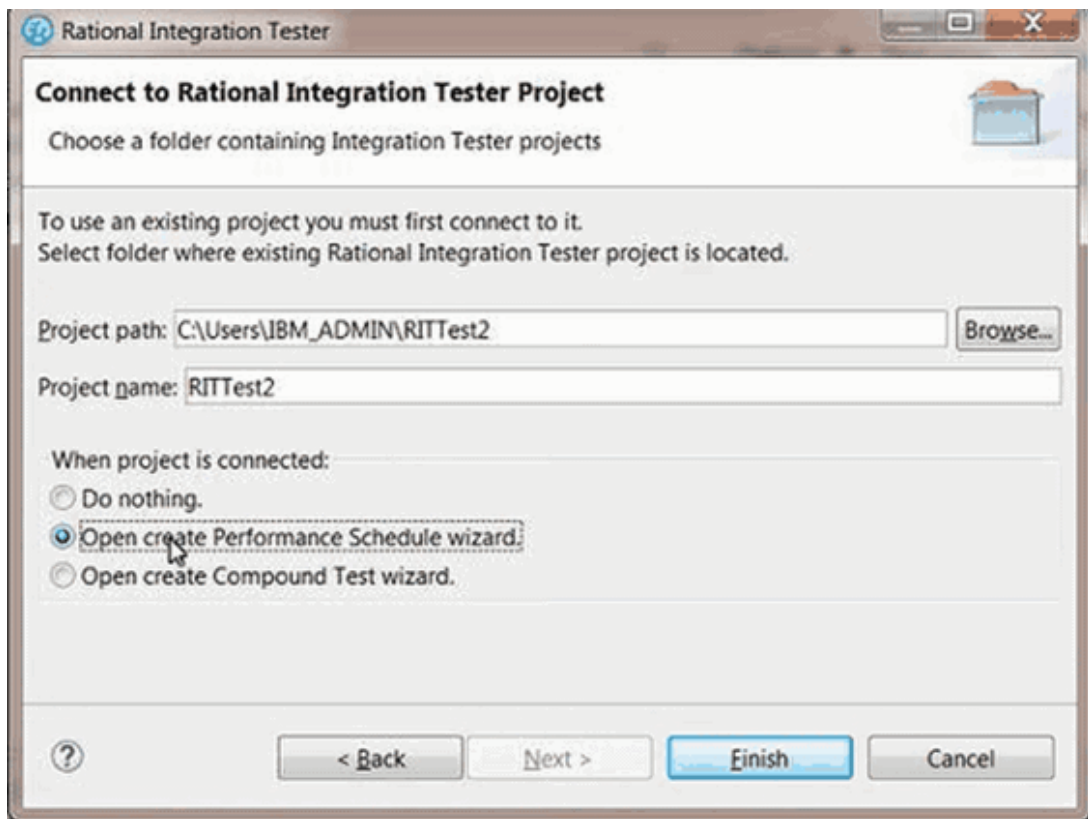 Rational Integration Tester
Connect to Rational Integration Tester Project
Choose a folder containing Integration Tester projects
To use an existing project you must first connect to it.
Select folder where existing Rational Integration Tester project is located.
Project path: C:\Users\IBM_ADMIN\RITTest2 Browse...
Project name: RITTest2
When project is connected:
Do nothing.
Open create Performance Schedule wizard.
Open create Compound Test wizard.
? < Back Next > Finish Cancel